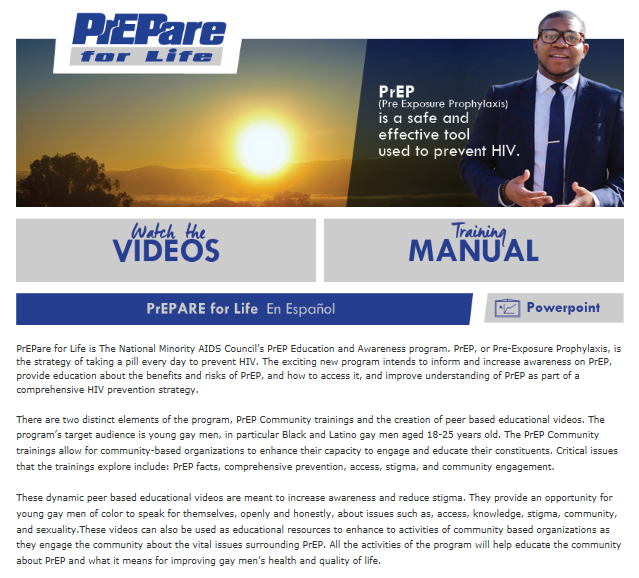 PrEPare
for Life
PrEP
(Pre Exposure Prophylaxis)
is a safe and
effective tool
used to prevent HIV.
Watch the
VIDEOS
Training
MANUAL
PrEPARE for Life En Español
Powerpoint
PrEPare for Life is The National Minority AIDS Council's PrEP Education and Awareness program. PrEP, or Pre-Exposure Prophylaxis, is
the strategy of taking a pill every day to prevent HIV. The exciting new program intends to inform and increase awareness on PrEP,
provide education about the benefits and risks of PrEP, and how to access it, and improve understanding of PrEP as part of a
comprehensive HIV prevention strategy.
There are two distinct elements of the program, PrEP Community trainings and the creation of peer based educational videos. The
program's target audience is young gay men, in particular Black and Latino gay men aged 18-25 years old. The PrEP Community
trainings allow for community-based organizations to enhance their capacity to engage and educate their constituents. Critical issues
that the trainings explore include: PrEP facts, comprehensive prevention, access, stigma, and community engagement.
These dynamic peer based educational videos are meant to increase awareness and reduce stigma. They provide an opportunity for
young gay men of color to speak for themselves, openly and honestly, about issues such as, access, knowledge, stigma, community,
and sexuality.These videos can also be used as educational resources to enhance to activities of community based organizations as
they engage the community about the vital issues surrounding PrEP. All the activities of the program will help educate the community
about PrEP and what it means for improving gay men's health and quality of life.